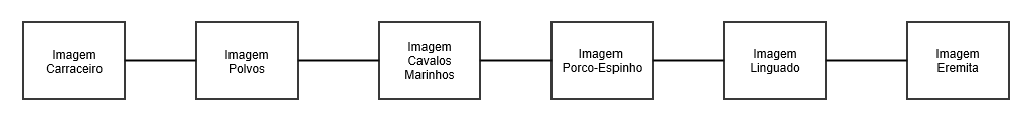 Imagem
Carraceiro
Imagem
Polvos
Imagem
Cavalos
Marinhos
Imagem
Porco-Espinho
Imagem
Linguado
Imagem
Eremita